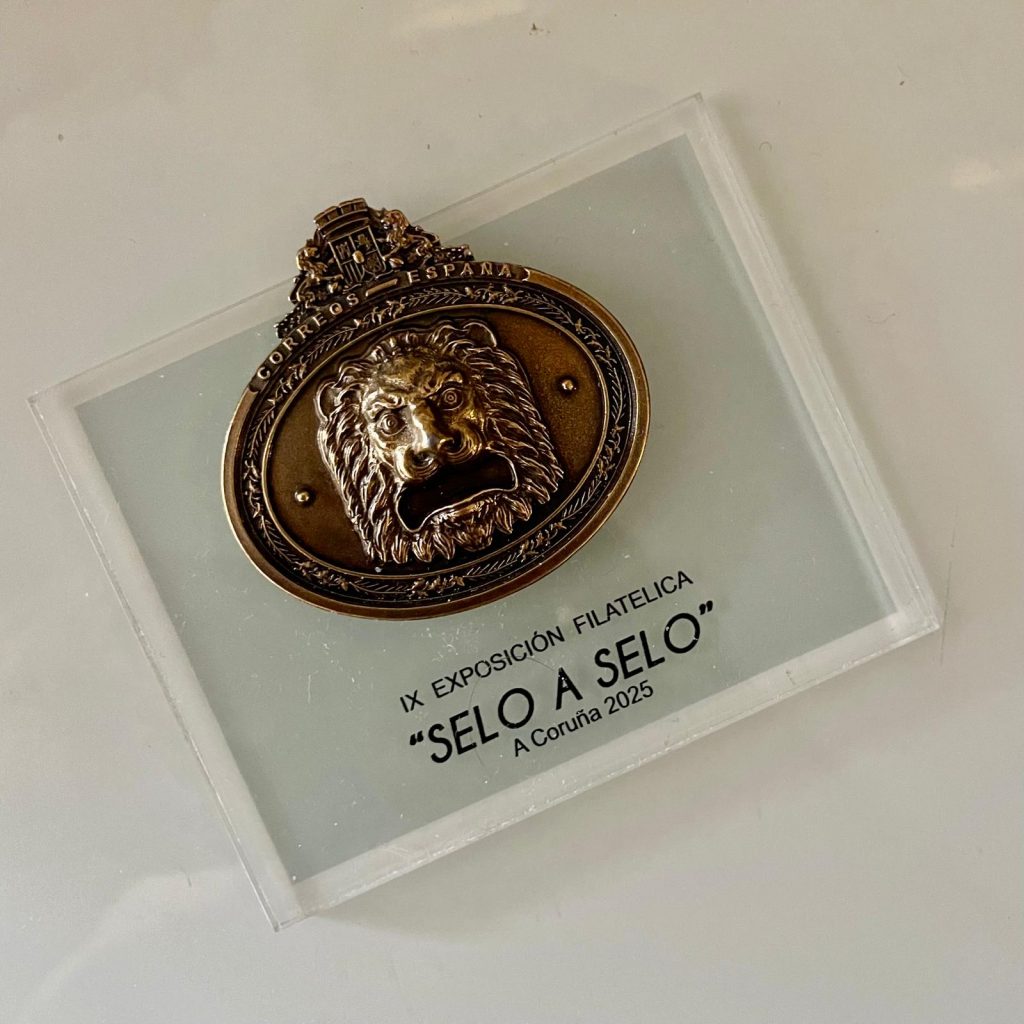 CORREOS — ESPAÑA
IX EXPOSICIÓN FILATELICA
“SELO A SELO”
A Coruña 2025